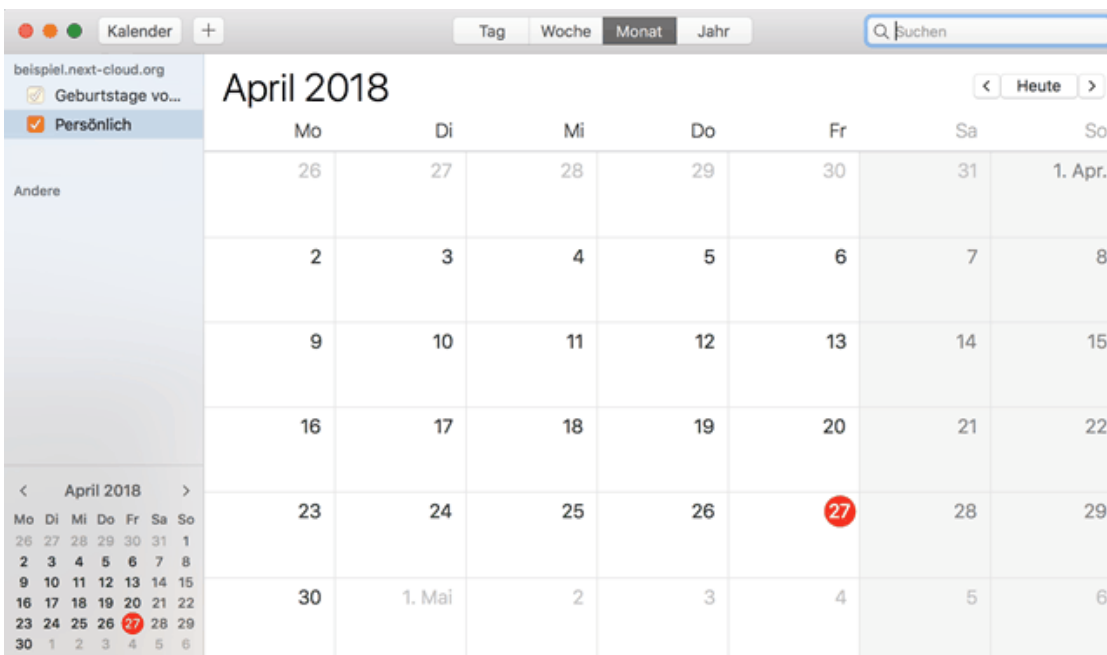 Kalender +
Tag Woche Monat Jahr
Suchen
beispiel.next-cloud.org
Geburtstage vo...
Persönlich
Andere
April 2018
< Heute >
Mo Di Mi Do Fr Sa So
26 27 28 29 30 31 1. Apr.
2 3 4 5 6 7 8
9 10 11 12 13 14 15
16 17 18 19 20 21 22
23 24 25 26 27 28 29
30 1. Mai 2 3 4 5 6
< April 2018 >
Mo Di Mi Do Fr Sa So
26 27 28 29 30 31 1
2 3 4 5 6 7 8
9 10 11 12 13 14 15
16 17 18 19 20 21 22
23 24 25 26 27 28 29
30 1 2 3 4 5 6